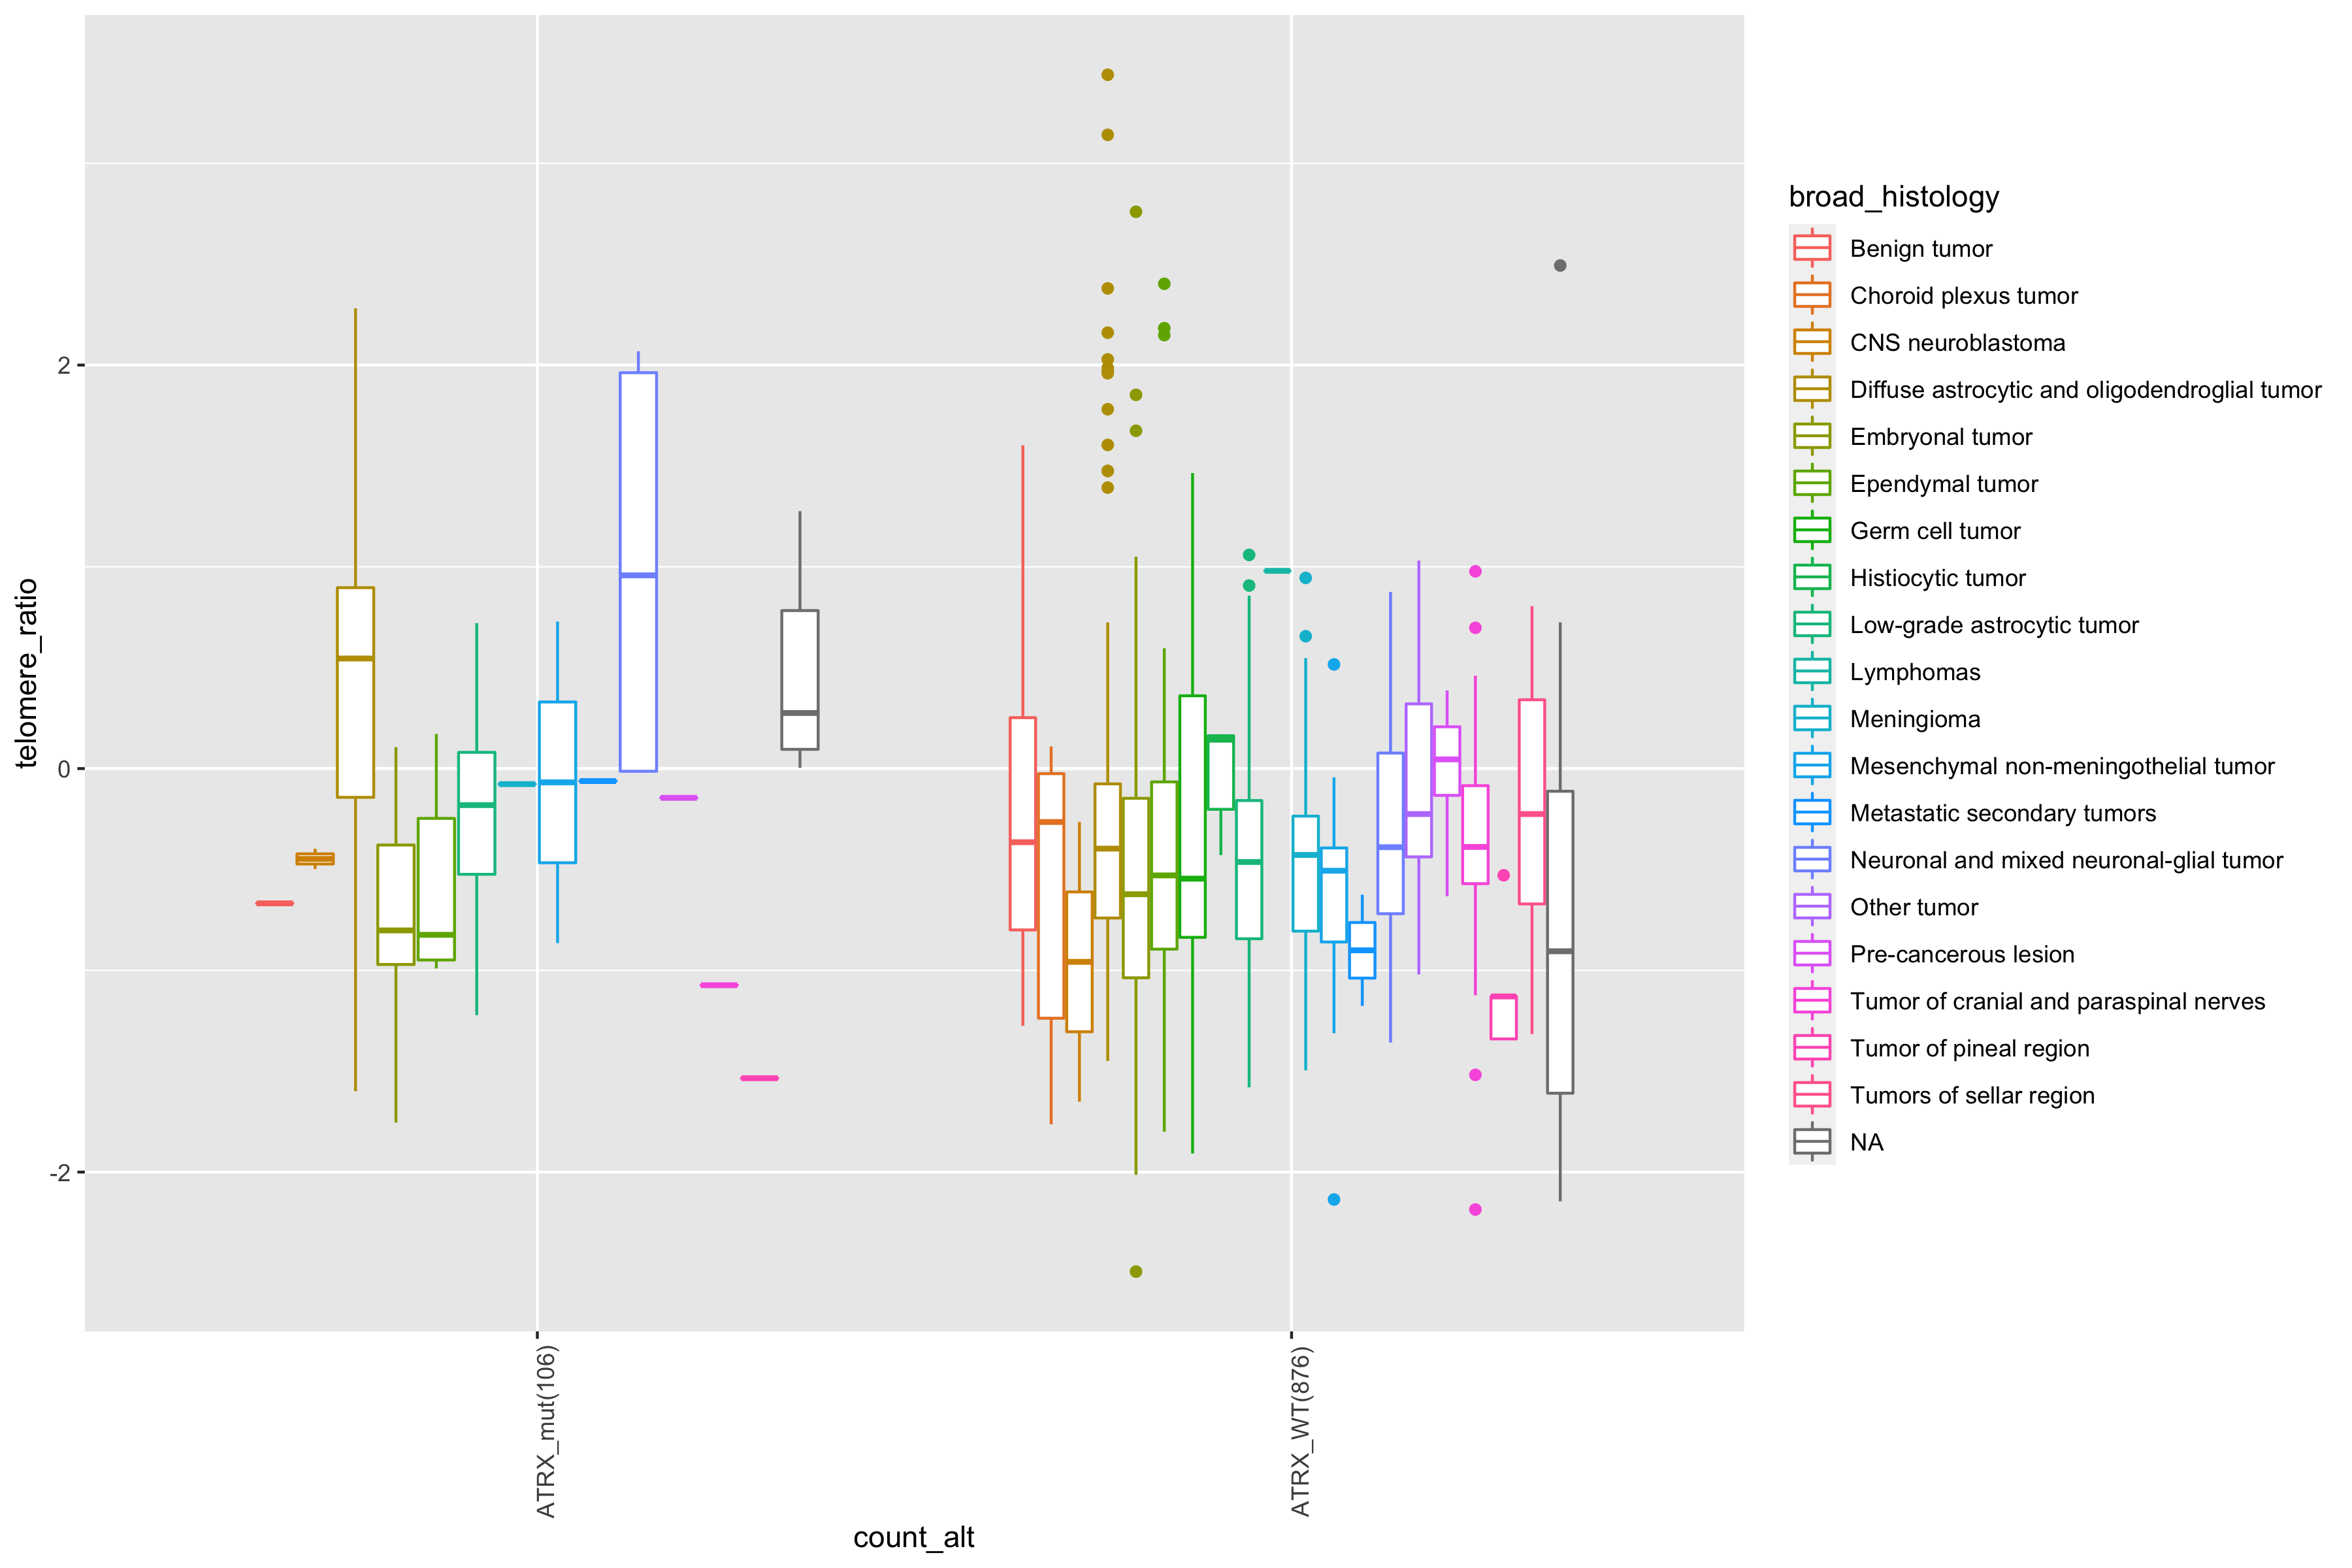 telomere_ratio
2
0
-2
ATRX_mut(106)
ATRX_WT(876)
count_alt
broad_histology
Benign tumor
Choroid plexus tumor
CNS neuroblastoma
Diffuse astrocytic and oligodendroglial tumor
Embryonal tumor
Ependymal tumor
Germ cell tumor
Histiocytic tumor
Low-grade astrocytic tumor
Lymphomas
Meningioma
Mesenchymal non-meningothelial tumor
Metastatic secondary tumors
Neuronal and mixed neuronal-glial tumor
Other tumor
Pre-cancerous lesion
Tumor of cranial and paraspinal nerves
Tumor of pineal region
Tumors of sellar region
NA